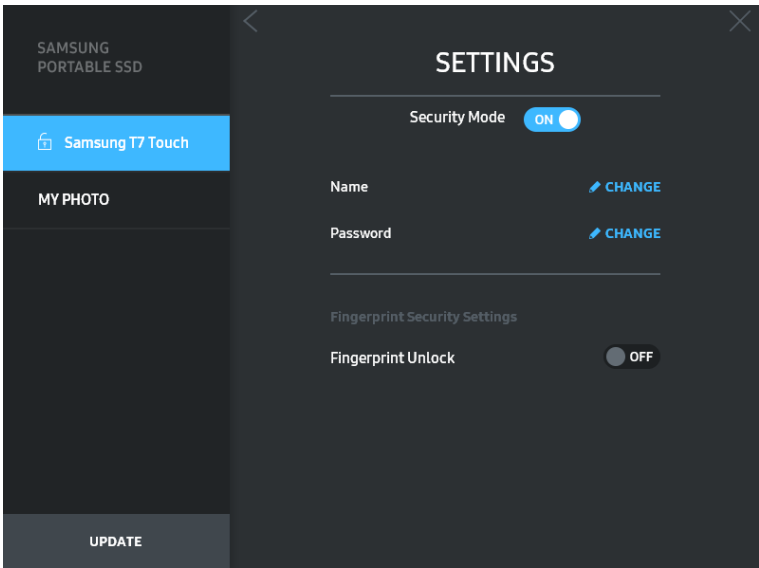 SAMSUNG
PORTABLE SSD
Samsung T7 Touch
MY PHOTO
UPDATE
SETTINGS
Security Mode ON
Name CHANGE
Password CHANGE
Fingerprint Security Settings
Fingerprint Unlock OFF